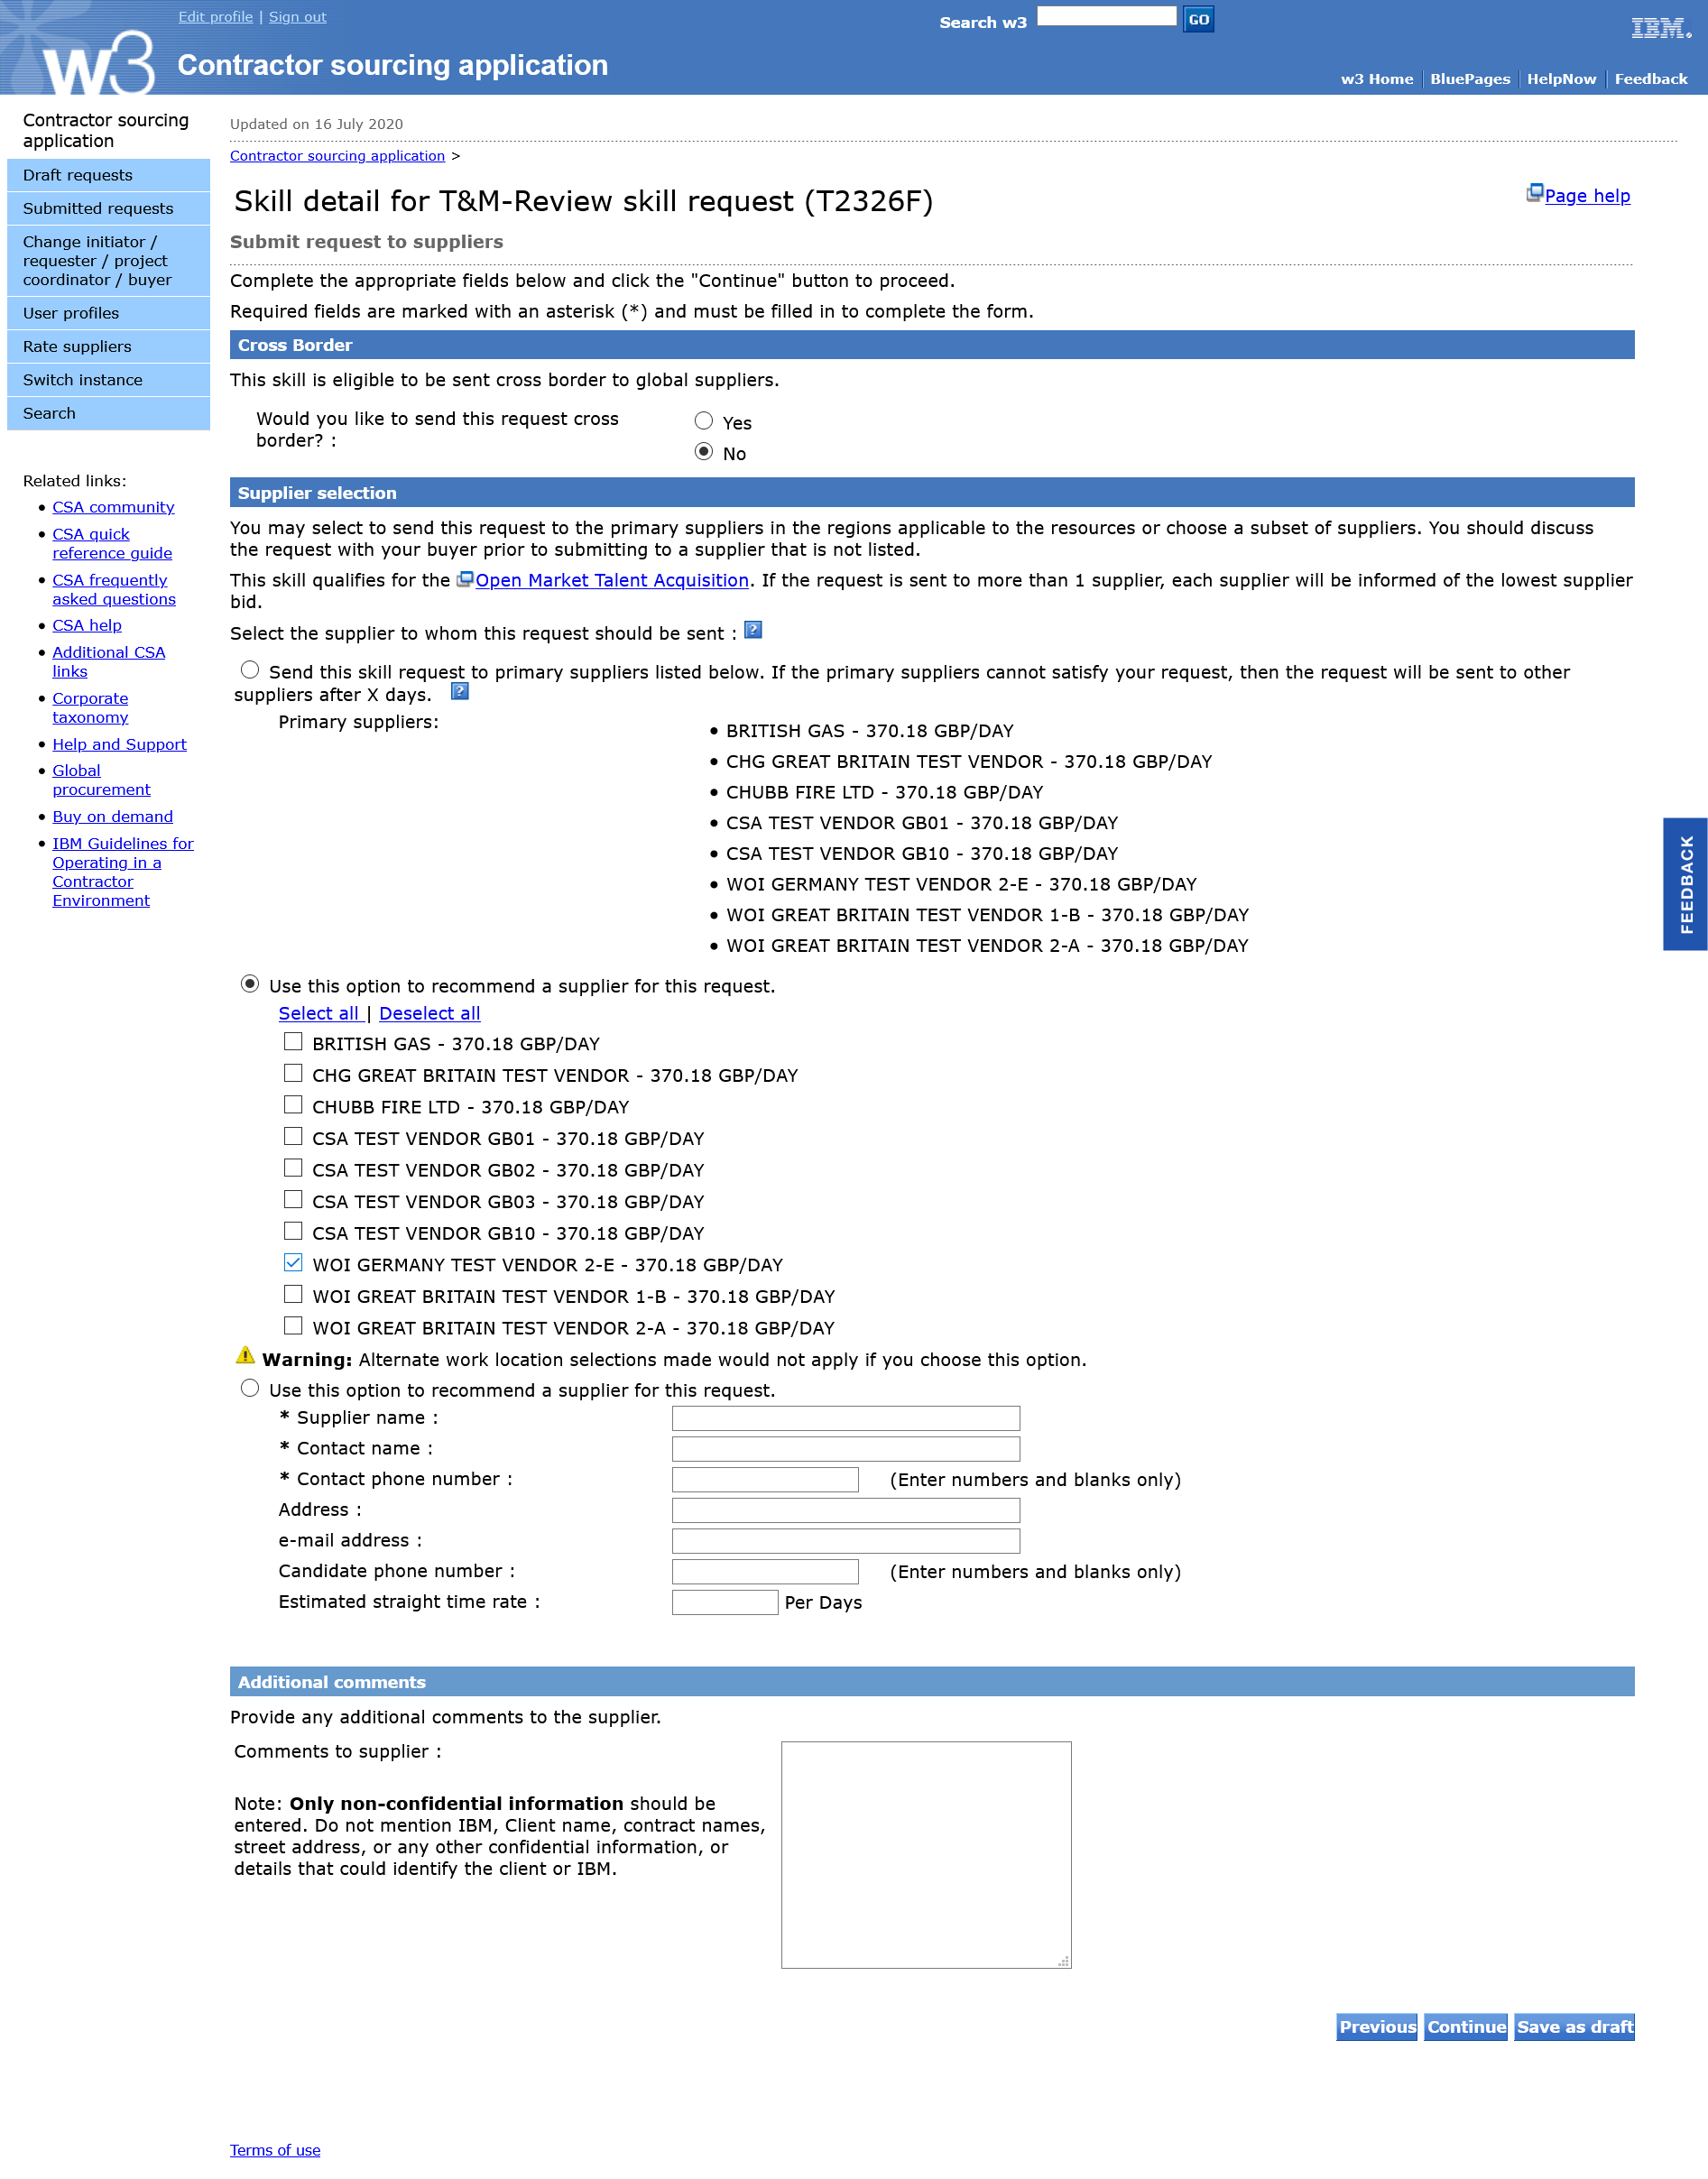 Edit profile | Sign out
Search w3 GO
IBM.
w3
Contractor sourcing application
w3 Home BluePages HelpNow Feedback
Contractor sourcing
application
Draft requests
Submitted requests
Change initiator /
requester / project
coordinator / buyer
User profiles
Rate suppliers
Switch instance
Search
Related links:
• CSA community
• CSA quick
reference guide
• CSA frequently
asked questions
• CSA help
• Additional CSA
links
• Corporate
taxonomy
• Help and Support
• Global
procurement
• Buy on demand
• IBM Guidelines for
Operating in a
Contractor
Environment
Updated on 16 July 2020
Contractor sourcing application >
Skill detail for T&M-Review skill request (T2326F)
Page help
Submit request to suppliers
Complete the appropriate fields below and click the "Continue" button to proceed.
Required fields are marked with an asterisk (*) and must be filled in to complete the form.
Cross Border
This skill is eligible to be sent cross border to global suppliers.
Would you like to send this request cross
border? :
Yes
No
Supplier selection
You may select to send this request to the primary suppliers in the regions applicable to the resources or choose a subset of suppliers. You should discuss
the request with your buyer prior to submitting to a supplier that is not listed.
This skill qualifies for the Open Market Talent Acquisition. If the request is sent to more than 1 supplier, each supplier will be informed of the lowest supplier
bid.
Select the supplier to whom this request should be sent : ?
Send this skill request to primary suppliers listed below. If the primary suppliers cannot satisfy your request, then the request will be sent to other
suppliers after X days. ?
Primary suppliers:
• BRITISH GAS - 370.18 GBP/DAY
• CHG GREAT BRITAIN TEST VENDOR - 370.18 GBP/DAY
• CHUBB FIRE LTD - 370.18 GBP/DAY
• CSA TEST VENDOR GB01 - 370.18 GBP/DAY
• CSA TEST VENDOR GB10 - 370.18 GBP/DAY
• WOI GERMANY TEST VENDOR 2-E - 370.18 GBP/DAY
• WOI GREAT BRITAIN TEST VENDOR 1-B - 370.18 GBP/DAY
• WOI GREAT BRITAIN TEST VENDOR 2-A - 370.18 GBP/DAY
Use this option to recommend a supplier for this request.
Select all | Deselect all
BRITISH GAS - 370.18 GBP/DAY
CHG GREAT BRITAIN TEST VENDOR - 370.18 GBP/DAY
CHUBB FIRE LTD - 370.18 GBP/DAY
CSA TEST VENDOR GB01 - 370.18 GBP/DAY
CSA TEST VENDOR GB02 - 370.18 GBP/DAY
CSA TEST VENDOR GB03 - 370.18 GBP/DAY
CSA TEST VENDOR GB10 - 370.18 GBP/DAY
WOI GERMANY TEST VENDOR 2-E - 370.18 GBP/DAY
WOI GREAT BRITAIN TEST VENDOR 1-B - 370.18 GBP/DAY
WOI GREAT BRITAIN TEST VENDOR 2-A - 370.18 GBP/DAY
Warning: Alternate work location selections made would not apply if you choose this option.
Use this option to recommend a supplier for this request.
* Supplier name :
* Contact name :
* Contact phone number : (Enter numbers and blanks only)
Address :
e-mail address :
Candidate phone number : (Enter numbers and blanks only)
Estimated straight time rate : Per Days
Additional comments
Provide any additional comments to the supplier.
Comments to supplier :
Note: Only non-confidential information should be
entered. Do not mention IBM, Client name, contract names,
street address, or any other confidential information, or
details that could identify the client or IBM.
Previous Continue Save as draft
Terms of use
FEEDBACK